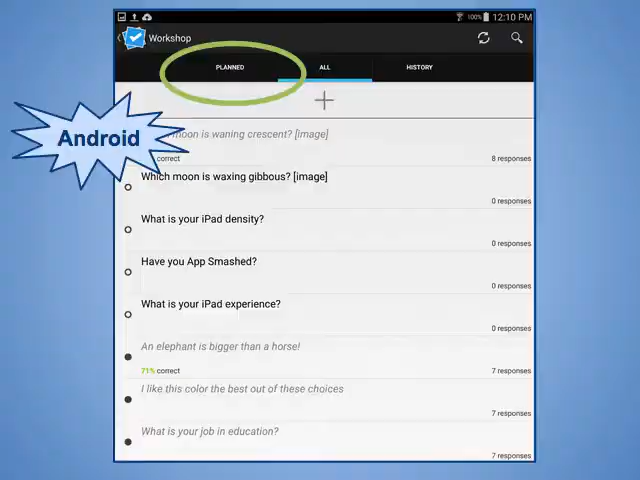 100% 12:10 PM
Workshop
PLANNED ALL HISTORY
Android
moon is waning crescent? [image]
correct 8 responses
Which moon is waxing gibbous? [image]
0 responses
What is your iPad density?
0 responses
Have you App Smashed?
0 responses
What is your iPad experience?
0 responses
An elephant is bigger than a horse!
71% correct 7 responses
I like this color the best out of these choices
7 responses
What is your job in education?
7 responses